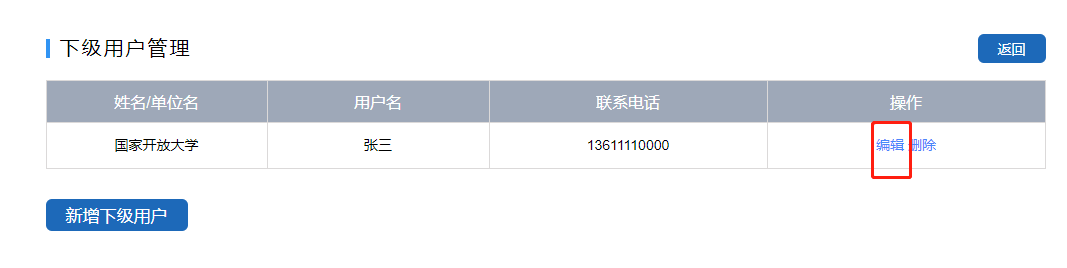 下级用户管理
返回
姓名/单位名 用户名 联系电话 操作
国家开放大学 张三 13611110000 编辑 删除
新增下级用户